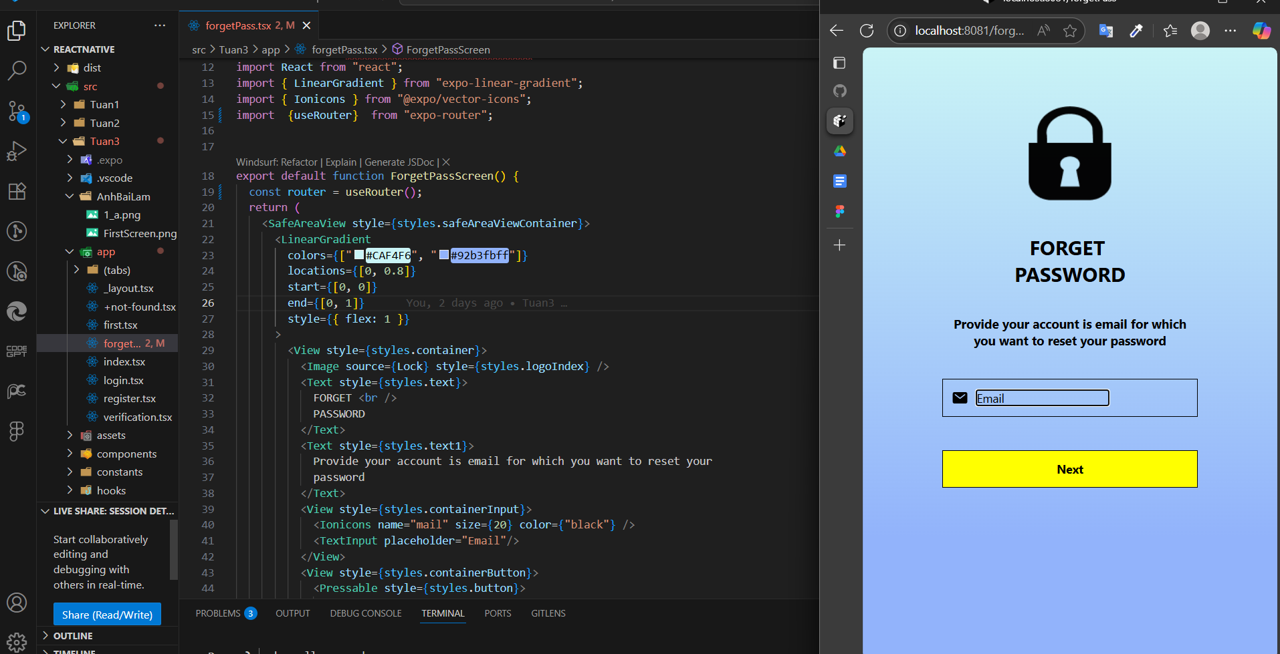 EXPLORER
REACTNATIVE
dist
src
Tuan1
Tuan2
Tuan3
.expo
.vscode
AnhBaiLam
1_a.png
FirstScreen.png
app
(tabs)
_layout.tsx
+not-found.tsx
first.tsx
forget... 2, M
index.tsx
login.tsx
register.tsx
verification.tsx
assets
components
constants
hooks
LIVE SHARE: SESSION DET...
Start collaboratively
editing and
debugging with
others in real-time.
Share (Read/Write)
OUTLINE
TIMELINE
1
CODE
GPT
forgetPass.tsx 2, M
src > Tuan3 > app > forgetPass.tsx > ForgetPassScreen
12 import React from "react";
13 import { LinearGradient } from "expo-linear-gradient";
14 import { Ionicons } from "@expo/vector-icons";
15 import {useRouter} from "expo-router";
16
17
Windsurf: Refactor | Explain | Generate JSDoc | X
18 export default function ForgetPassScreen() {
19 const router = useRouter();
20 return (
21 <SafeAreaView style={styles.safeAreaViewContainer}>
22 <LinearGradient
23 colors={["#CAF4F6", "#92b3fbff"]}
24 locations={[0, 0.8]}
25 start={[0, 0]}
26 end={[0, 1]} You, 2 days ago • Tuan3 …
27 style={{ flex: 1 }}
28 >
29 <View style={styles.container}>
30 <Image source={Lock} style={styles.logoIndex} />
31 <Text style={styles.text}>
32 FORGET <br />
33 PASSWORD
34 </Text>
35 <Text style={styles.text1}>
36 Provide your account is email for which you want to reset your
37 password
38 </Text>
39 <View style={styles.containerInput}>
40 <Ionicons name="mail" size={20} color={"black"} />
41 <TextInput placeholder="Email"/>
42 </View>
43 <View style={styles.containerButton}>
44 <Pressable style={styles.button}>
PROBLEMS 3 OUTPUT DEBUG CONSOLE TERMINAL PORTS GITLENS
localhost:8081/forg...
FORGET
PASSWORD
Provide your account is email for which
you want to reset your password
Email
Next